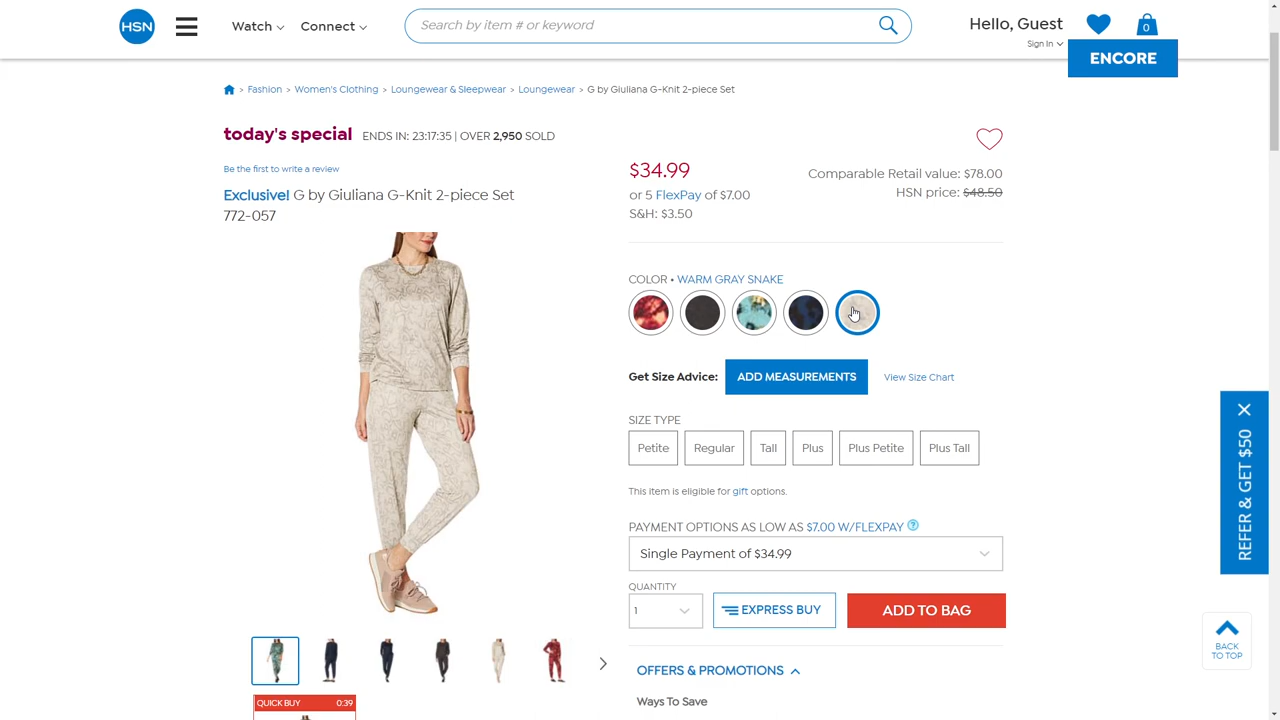 HSN
Watch
Connect
Search by item # or keyword
Hello, Guest
Sign In
0
ENCORE
> Fashion > Women's Clothing > Loungewear & Sleepwear > Loungewear > G by Giuliana G-Knit 2-piece Set
today's special ENDS IN: 23:17:35 | OVER 2,950 SOLD
Be the first to write a review
Exclusive! G by Giuliana G-Knit 2-piece Set
772-057
$34.99
or 5 FlexPay of $7.00
S&H: $3.50
Comparable Retail value: $78.00
HSN price: $48.50
COLOR • WARM GRAY SNAKE
Get Size Advice: ADD MEASUREMENTS View Size Chart
SIZE TYPE
Petite Regular Tall Plus Plus Petite Plus Tall
This item is eligible for gift options.
PAYMENT OPTIONS AS LOW AS $7.00 W/FLEXPAY ?
Single Payment of $34.99
QUANTITY
1 EXPRESS BUY ADD TO BAG
OFFERS & PROMOTIONS
Ways To Save
QUICK BUY 0:39
REFER & GET $50
BACK
TO TOP